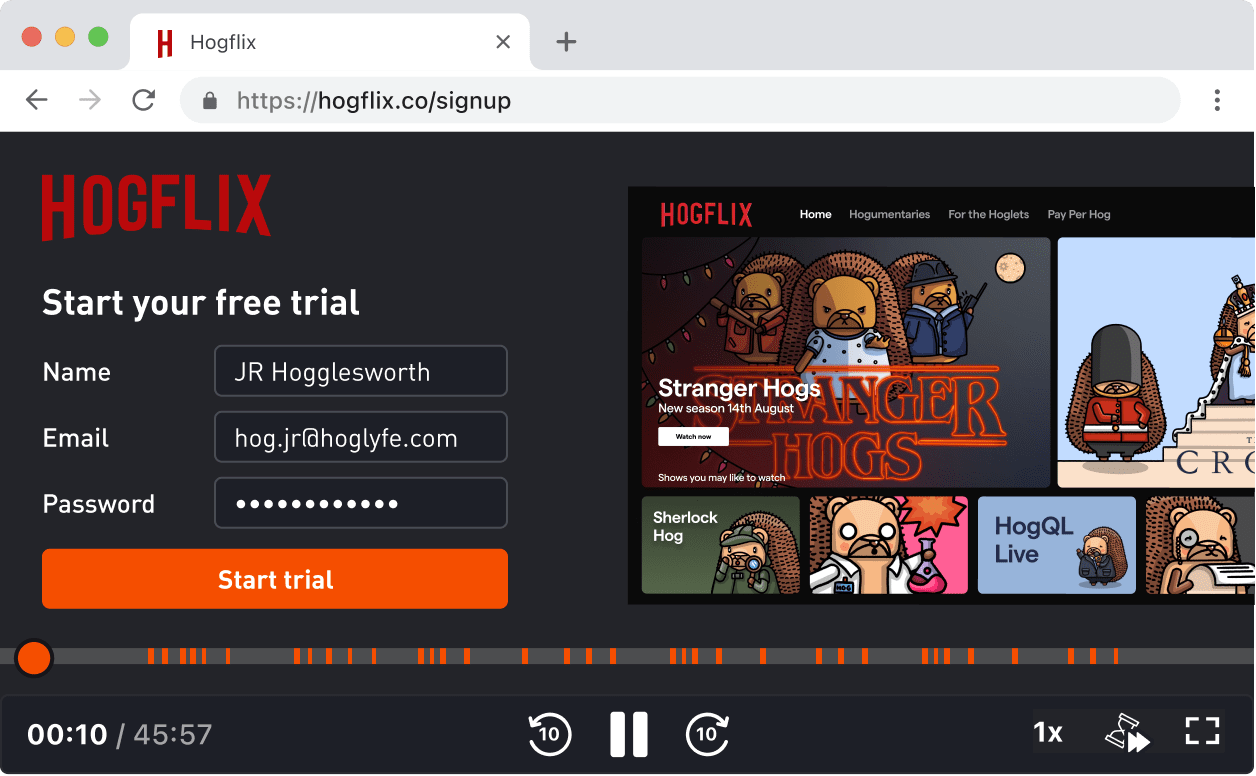 Hogflix
https://hogflix.co/signup
HOGFLIX
Start your free trial
Name
JR Hogglesworth
Email
hog.jr@hoglyfe.com
Password
••••••••••••
Start trial
HOGFLIX Home Hogumentaries For the Hoglets Pay Per Hog
STRANGER
HOGS
Stranger Hogs
New season 14th August
Watch now
Shows you may like to watch
CRO
Sherlock
Hog
HogQL
Live
00:10 / 45:57
10
10
1x